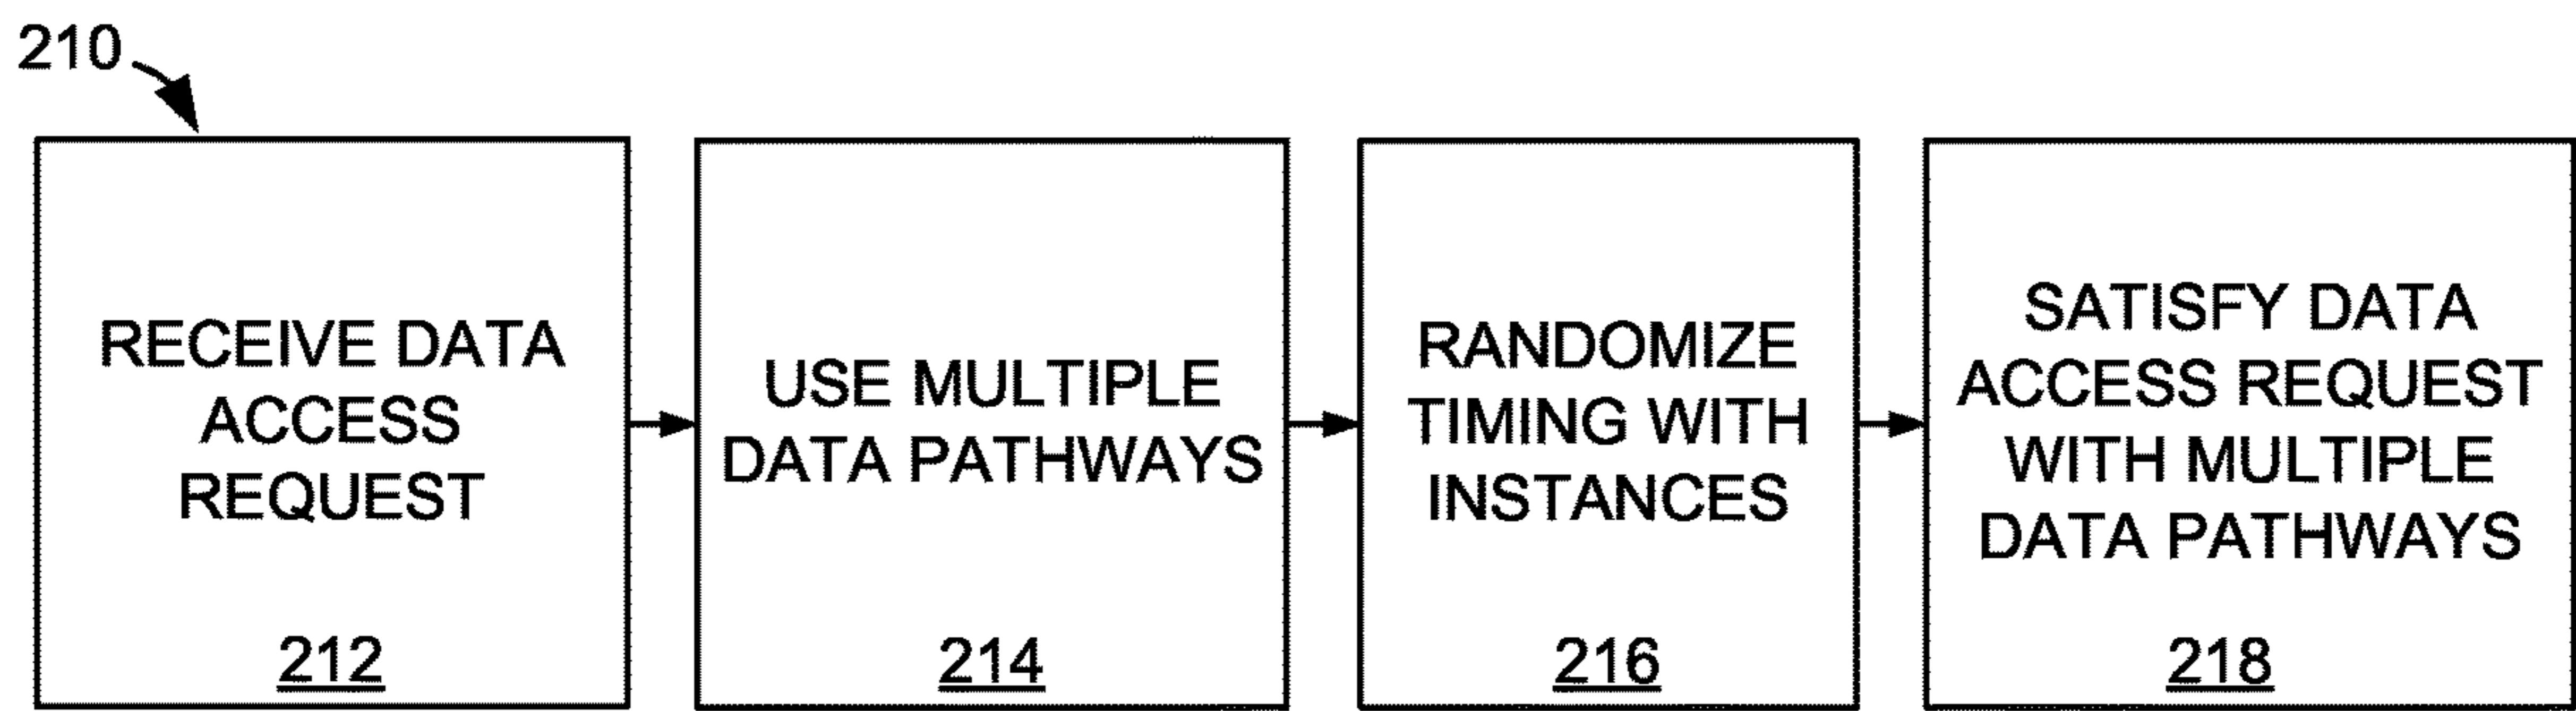 210
RECEIVE DATA
ACCESS
REQUEST
212
USE MULTIPLE
DATA PATHWAYS
214
RANDOMIZE
TIMING WITH
INSTANCES
216
SATISFY DATA
ACCESS REQUEST
WITH MULTIPLE
DATA PATHWAYS
218